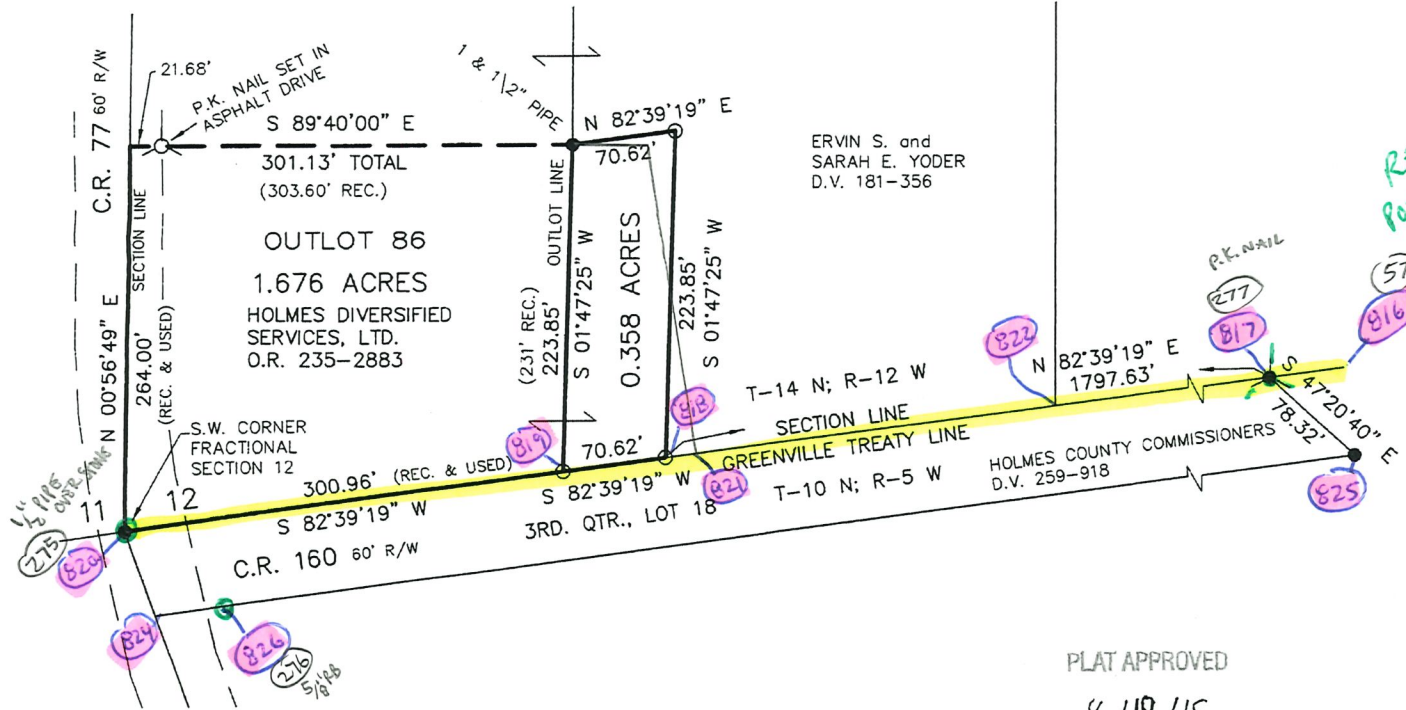 C.R. 77 60' R/W
21.68'
P.K. NAIL SET IN
ASPHALT DRIVE
1 & 1\2" PIPE
S 89°40'00" E
301.13' TOTAL
(303.60' REC.)
N 82°39'19" E
70.62'
ERVIN S. and
SARAH E. YODER
D.V. 181-356
SECTION LINE
N 00°56'49" E
264.00'
(REC. & USED)
OUTLOT 86
1.676 ACRES
HOLMES DIVERSIFIED
SERVICES, LTD.
O.R. 235-2883
OUTLOT LINE
(2.31' REC.)
223.85'
S 01°47'25" W
0.358 ACRES
223.85'
S 01°47'25" W
P.K. NAIL
277
817
816
822
N 82°39'19" E
1797.63'
S 47°20'40" E
78.32'
T-14 N; R-12 W
SECTION LINE
GREENVILLE TREATY LINE
T-10 N; R-5 W
HOLMES COUNTY COMMISSIONERS
D.V. 259-918
825
S.W. CORNER
FRACTIONAL
SECTION 12
819
818
821
300.96' (REC. & USED)
70.62'
S 82°39'19" W
S 82°39'19" W
3RD. QTR., LOT 18
11
12
275
820
C.R. 160 60' R/W
824
826
276
5/8" RB
PLAT APPROVED